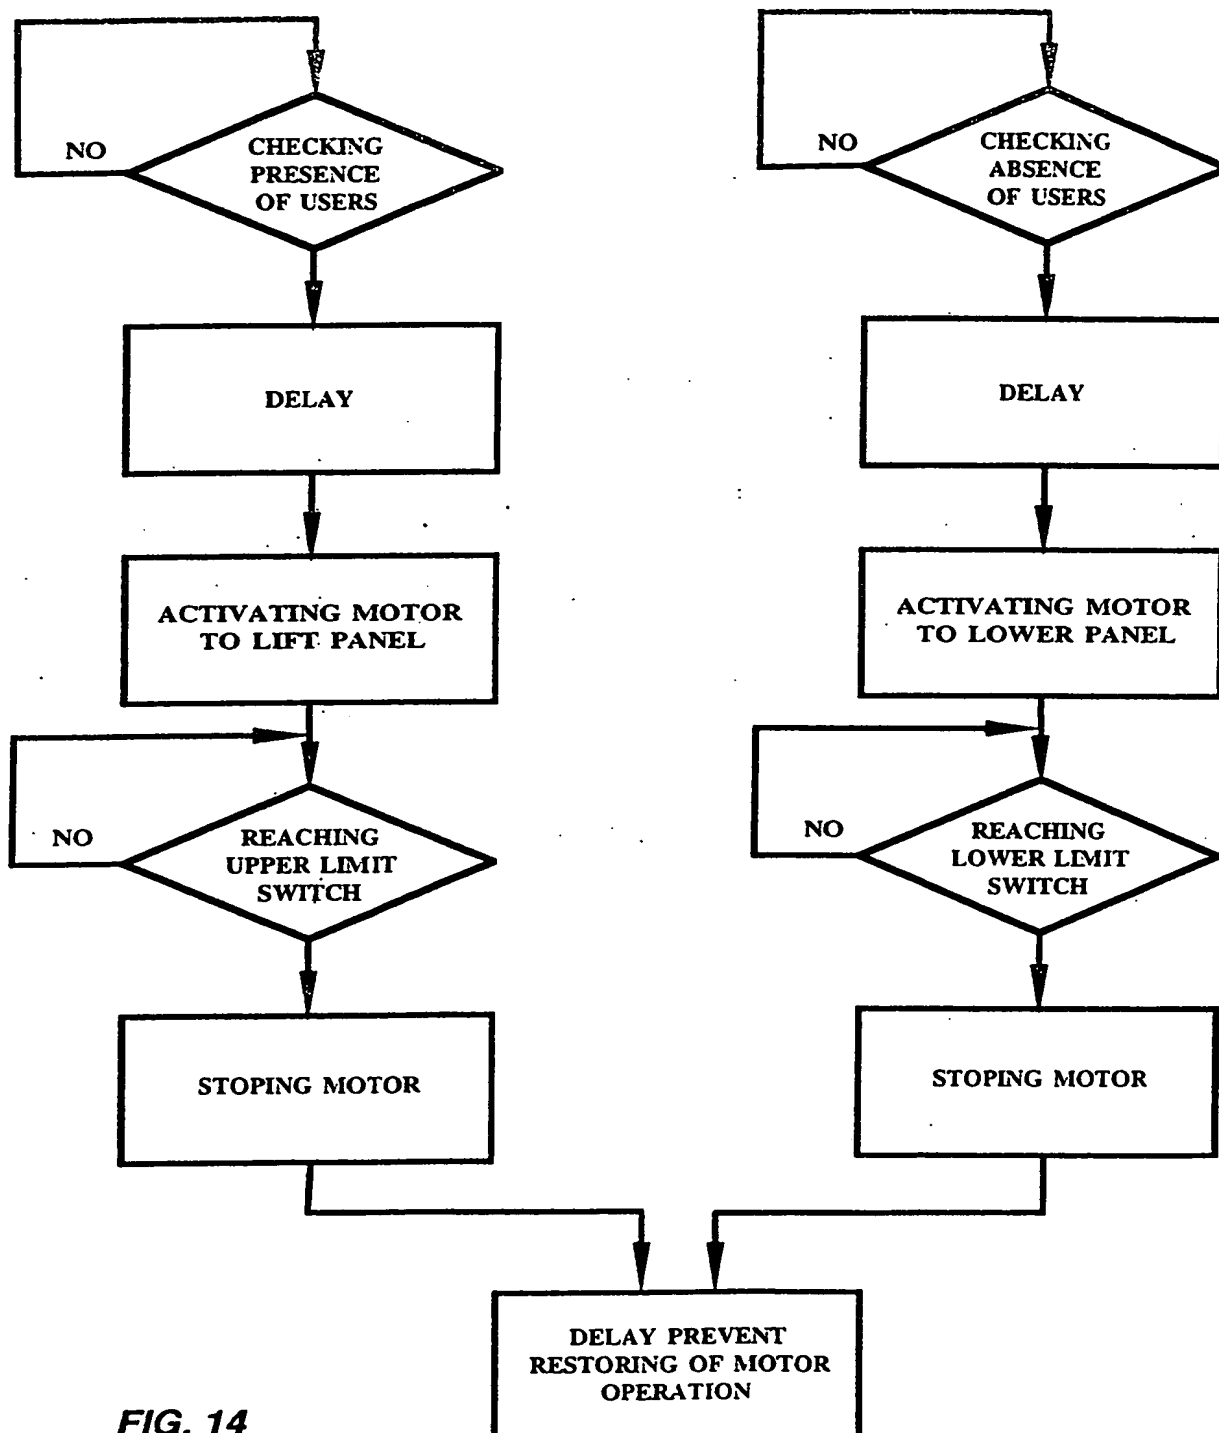 NO
CHECKING
PRESENCE
OF USERS
DELAY
ACTIVATING MOTOR
TO LIFT PANEL
NO
REACHING
UPPER LIMIT
SWITCH
STOPING MOTOR
NO
CHECKING
ABSENCE
OF USERS
DELAY
ACTIVATING MOTOR
TO LOWER PANEL
NO
REACHING
LOWER LIMIT
SWITCH
STOPING MOTOR
DELAY PREVENT
RESTORING OF MOTOR
OPERATION
FIG. 14